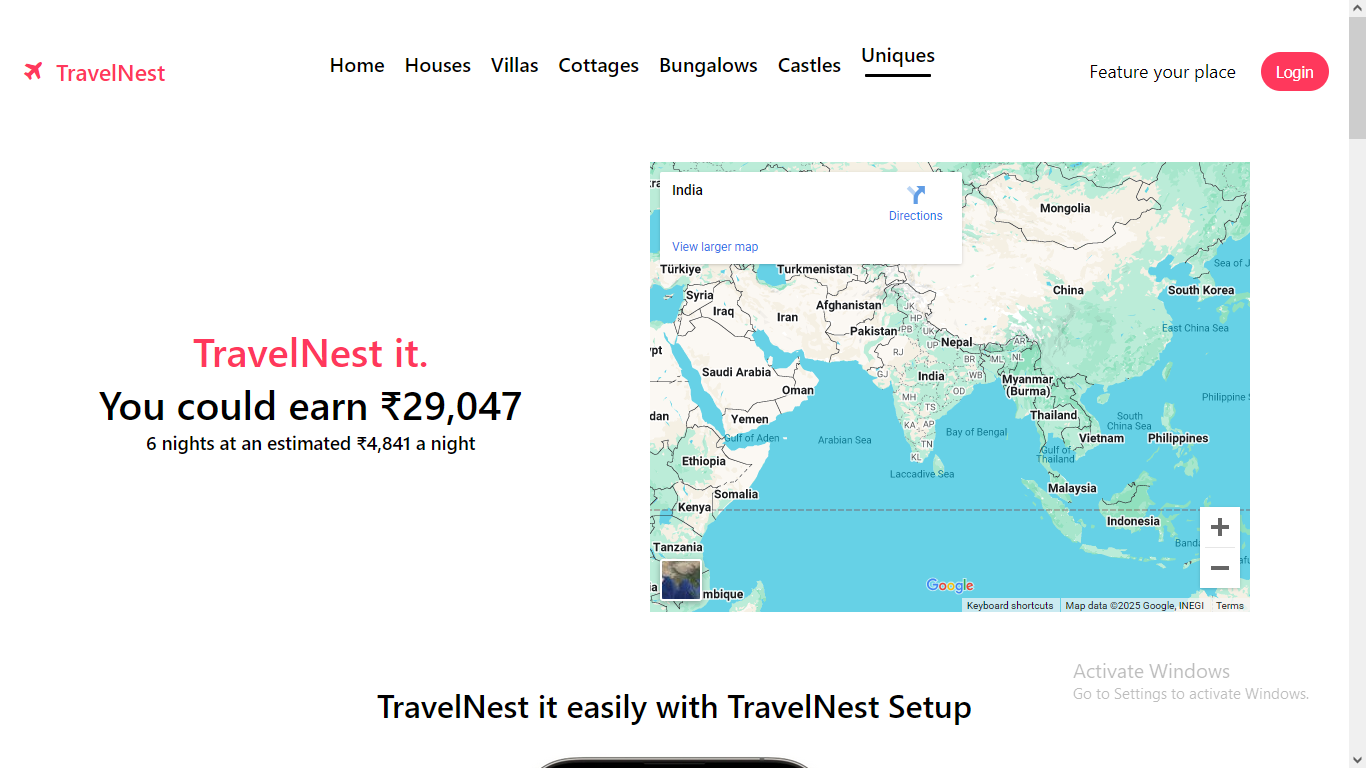 TravelNest
Home Houses Villas Cottages Bungalows Castles Uniques
Feature your place
Login
TravelNest it.
You could earn ₹29,047
6 nights at an estimated ₹4,841 a night
India
Directions
View larger map
Mongolia
Türkiye
Turkmenistan
Sea of J
Syria
China
South Korea
Iraq
Iran
Afghanistan
JK
HP
East China Sea
Pakistan
PB
UK
UP
Nepal
AR
RJ
BR
ML
NL
ypt
Saudi Arabia
GJ
India
WB
Myanmar
(Burma)
Oman
MH
OD
Philippine S
TS
Thailand
dan
Yemen
KA
AP
South
China Sea
Gulf of Aden
Arabian Sea
Bay of Bengal
Vietnam
Philippines
TN
KL
Gulf of
Thailand
Ethiopia
Laccadive Sea
Malaysia
Somalia
Kenya
Indonesia
Tanzania
Banda
mbique
Google
Keyboard shortcuts
Map data ©2025 Google, INEGI
Terms
Activate Windows
Go to Settings to activate Windows.
TravelNest it easily with TravelNest Setup